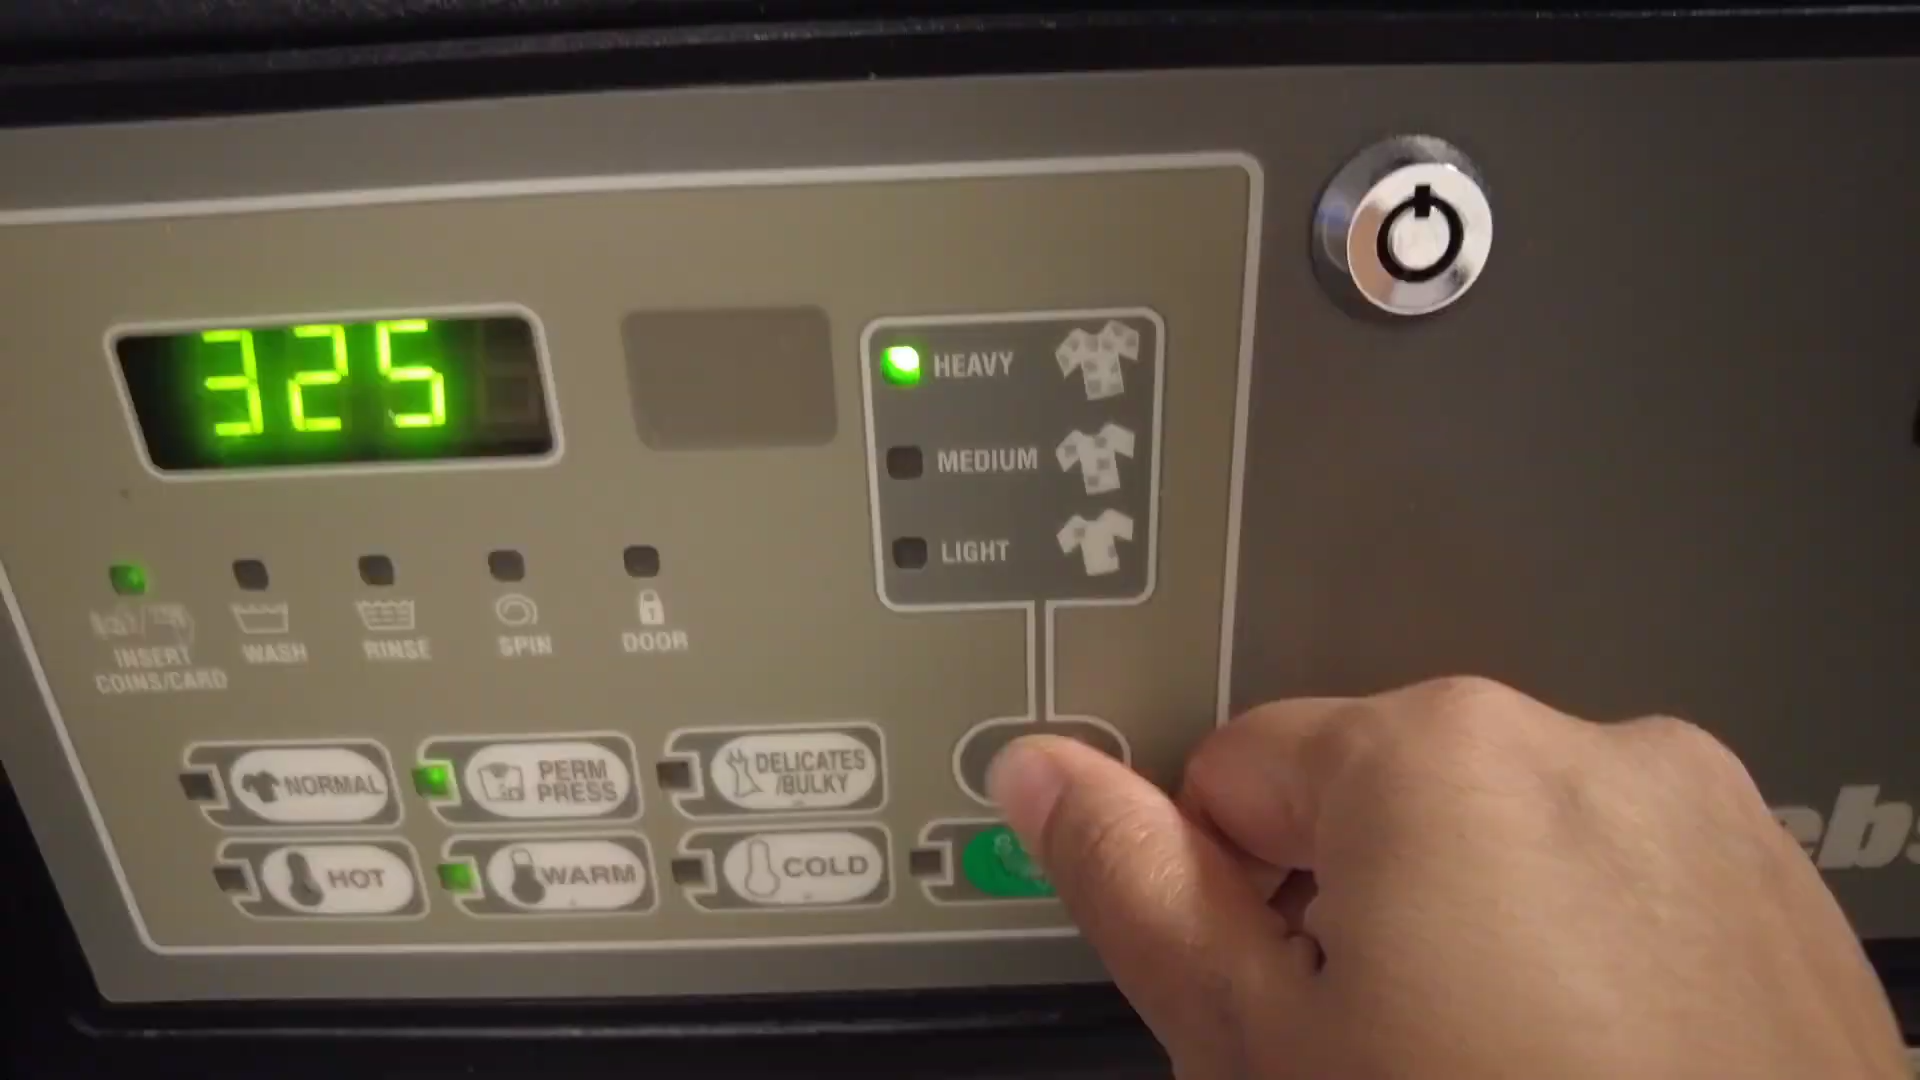 325
HEAVY
MEDIUM
LIGHT
INSERT
COINS/CARD
WASH
RINSE
SPIN
DOOR
NORMAL
PERM
PRESS
DELICATES
/BULKY
HOT
WARM
COLD